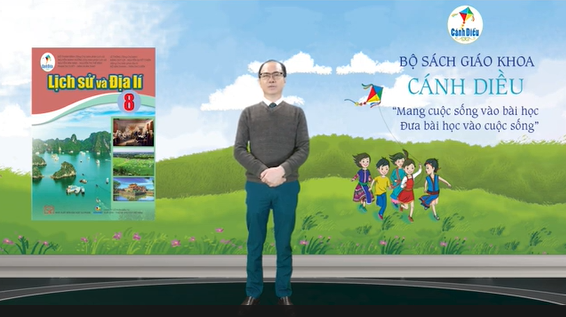 Cánh Diều
BỘ SÁCH GIÁO KHOA
CÁNH DIỀU
“Mang cuộc sống vào bài học
Đưa bài học vào cuộc sống”
Lịch sử và Địa lí
8